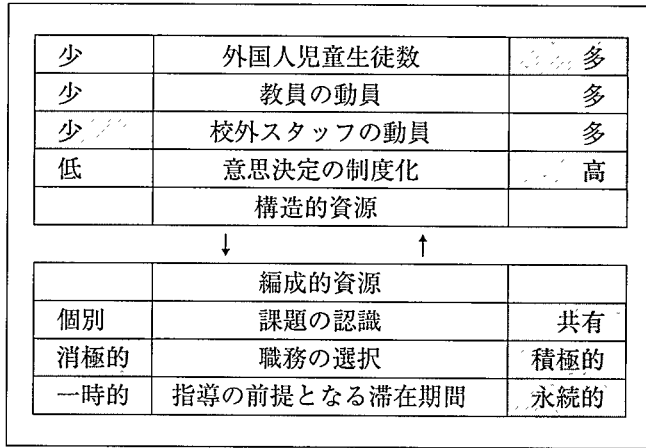 少 外国人児童生徒数 多
少 教員の動員 多
少 校外スタッフの動員 多
低 意思決定の制度化 高
構造的資源
↓ ↑
編成的資源
個別 課題の認識 共有
消極的 職務の選択 積極的
一時的 指導の前提となる滞在期間 永続的